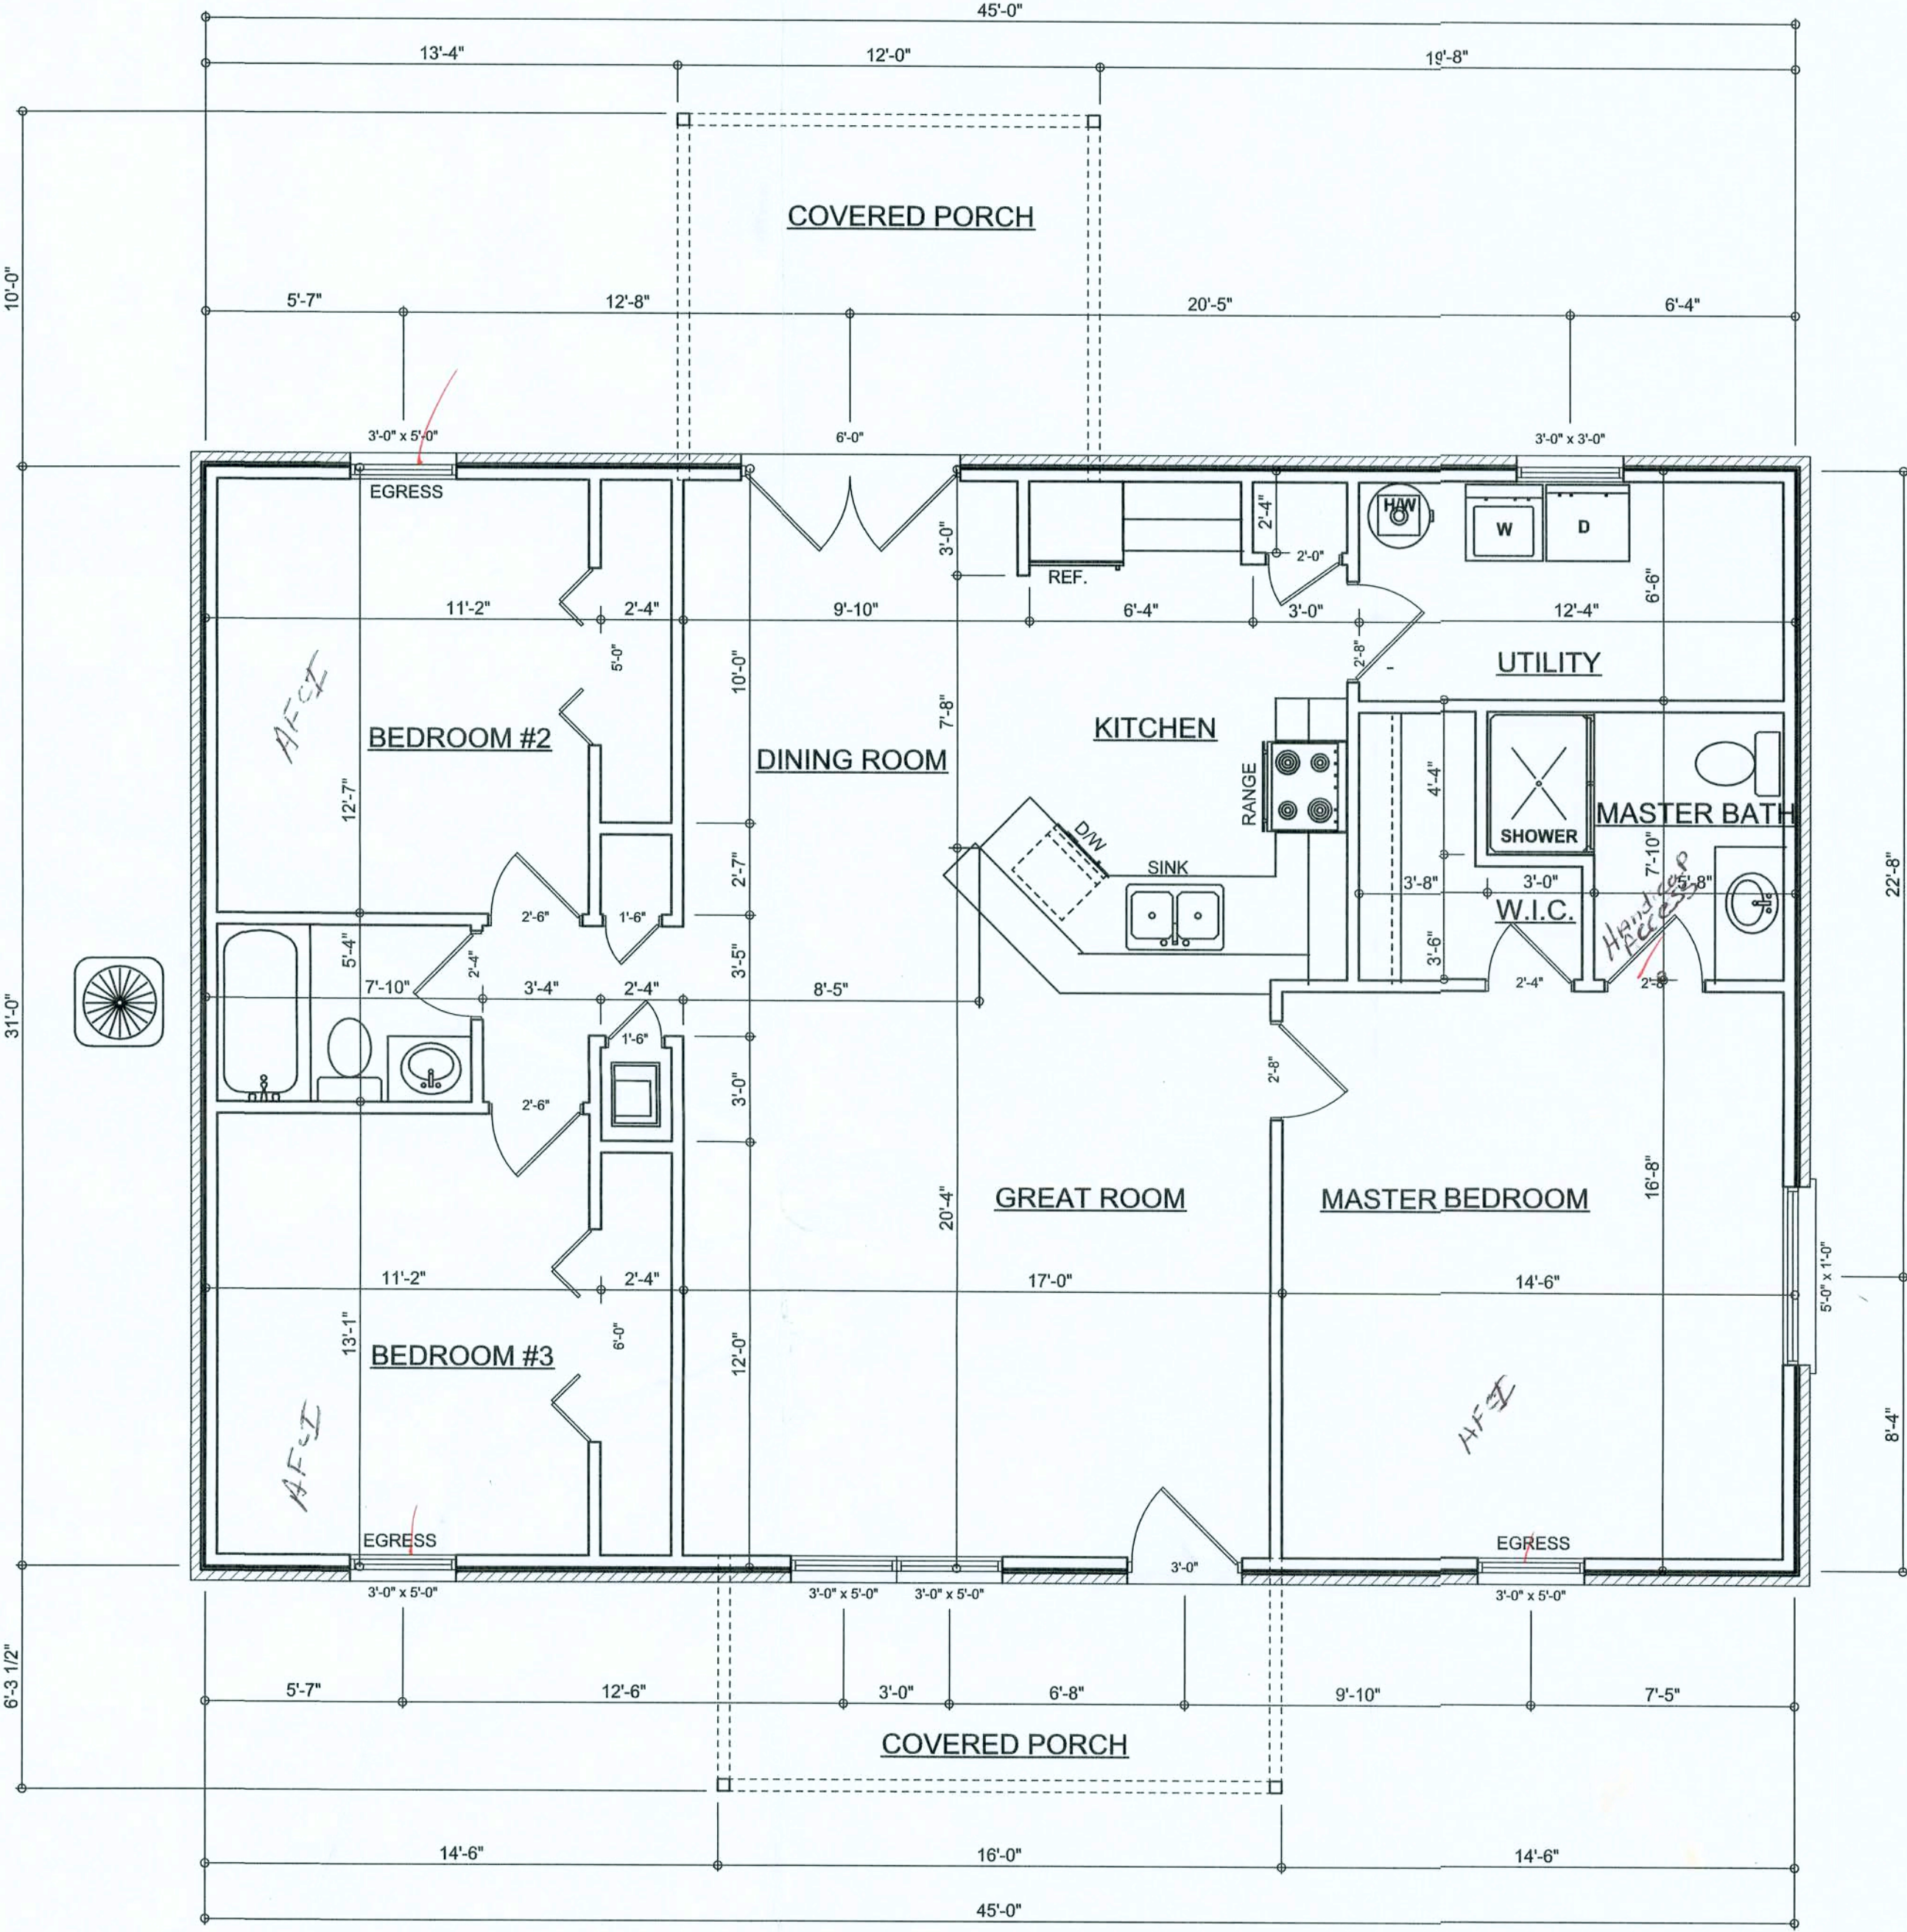 45'-0"
13'-4"
12'-0"
19'-8"
COVERED PORCH
10'-0"
5'-7"
12'-8"
20'-5"
6'-4"
3'-0" x 5'-0"
6'-0"
3'-0" x 3'-0"
EGRESS
H/W
W
D
2'-4"
3'-0"
2'-0"
REF.
6'-6"
11'-2"
2'-4"
9'-10"
6'-4"
3'-0"
12'-4"
5'-0"
10'-0"
2'-8"
UTILITY
AFCI
7'-8"
BEDROOM #2
DINING ROOM
KITCHEN
RANGE
12'-7"
4'-4"
MASTER BATH
SHOWER
D/W
7'-10"
2'-7"
SINK
3'-8"
3'-0"
5'-8"
22'-8"
W.I.C.
Handicap
Access
2'-6"
1'-6"
5'-4"
2'-4"
3'-5"
3'-6"
7'-10"
3'-4"
2'-4"
8'-5"
2'-4"
2'-8"
31'-0"
1'-6"
2'-8"
3'-0"
2'-6"
20'-4"
GREAT ROOM
MASTER BEDROOM
16'-8"
11'-2"
2'-4"
17'-0"
14'-6"
5'-0" x 1'-0"
13'-1"
6'-0"
12'-0"
BEDROOM #3
AFCI
AFCI
8'-4"
EGRESS
EGRESS
3'-0" x 5'-0"
3'-0" x 5'-0"
3'-0" x 5'-0"
3'-0"
3'-0" x 5'-0"
6'-3 1/2"
5'-7"
12'-6"
3'-0"
6'-8"
9'-10"
7'-5"
COVERED PORCH
14'-6"
16'-0"
14'-6"
45'-0"